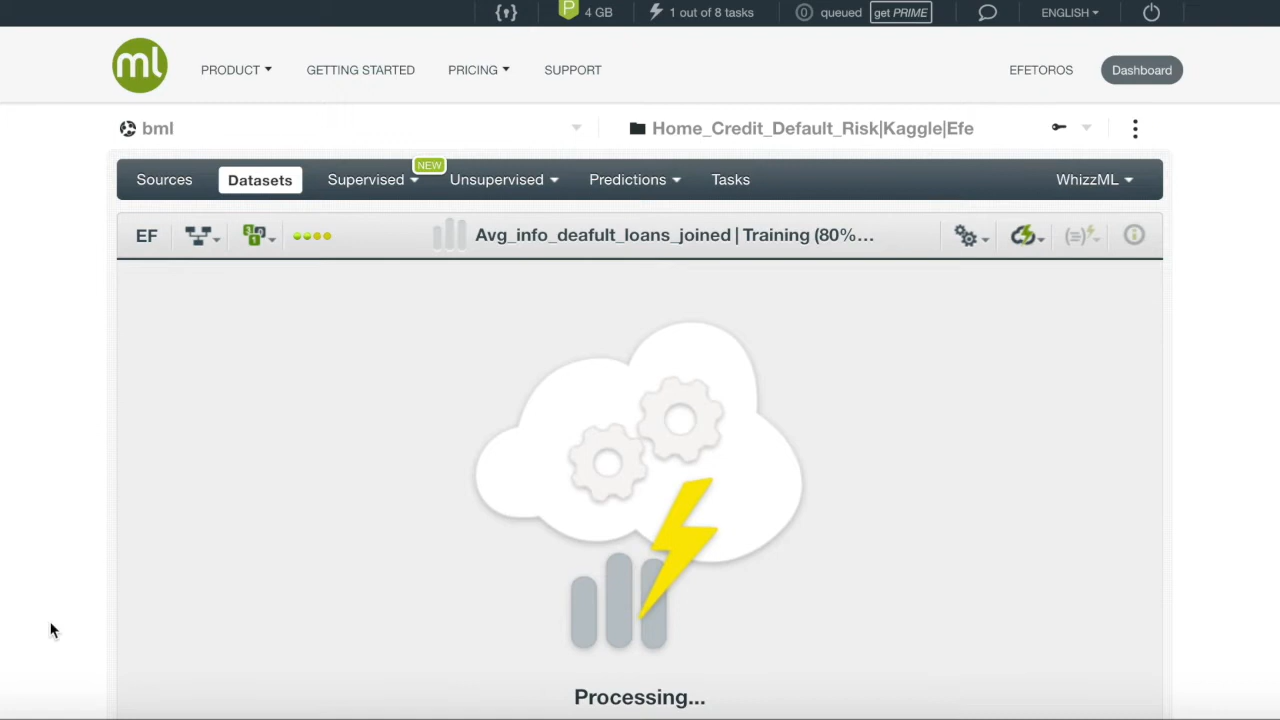 P 4 GB 1 out of 8 tasks 0 queued get PRIME ENGLISH
ml PRODUCT GETTING STARTED PRICING SUPPORT EFETOROS Dashboard
bml Home_Credit_Default_Risk|Kaggle|Efe
NEW
Sources Datasets Supervised Unsupervised Predictions Tasks WhizzML
EF Avg_info_deafult_loans_joined | Training (80%...
Processing...